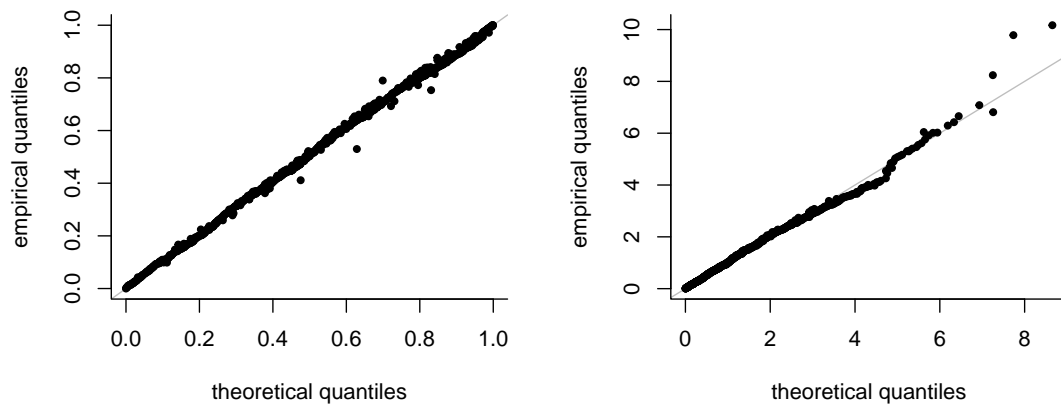 empirical quantiles
1.0
0.8
0.6
0.4
0.2
0.0
0.0 0.2 0.4 0.6 0.8 1.0
theoretical quantiles
empirical quantiles
10
8
6
4
2
0
0 2 4 6 8
theoretical quantiles